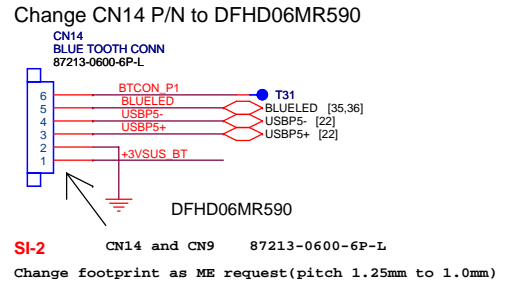 Change CN14 P/N to DFHD06MR590
CN14
BLUE TOOTH CONN
87213-0600-6P-L
6 BTCON_P1 T31
5 BLUELED BLUELED [35,36]
4 USBP5- USBP5- [22]
3 USBP5+ USBP5+ [22]
2
1 +3VSUS_BT
DFHD06MR590
SI-2 CN14 and CN9 87213-0600-6P-L
Change footprint as ME request(pitch 1.25mm to 1.0mm)